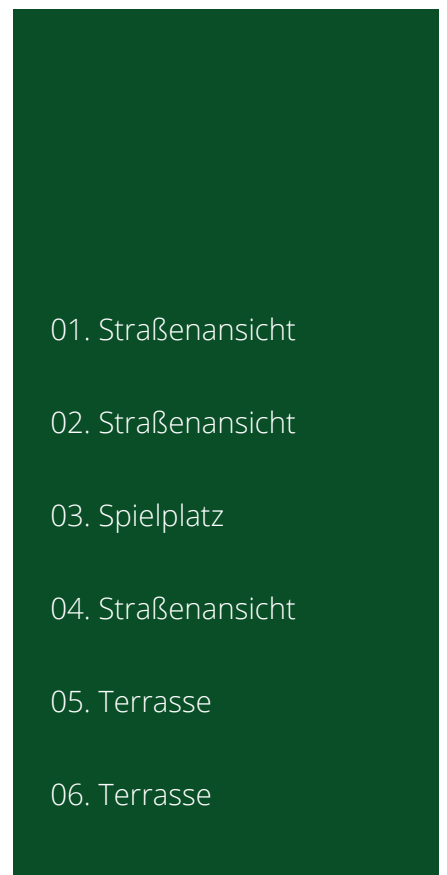 01. Straßenansicht
02. Straßenansicht
03. Spielplatz
04. Straßenansicht
05. Terrasse
06. Terrasse